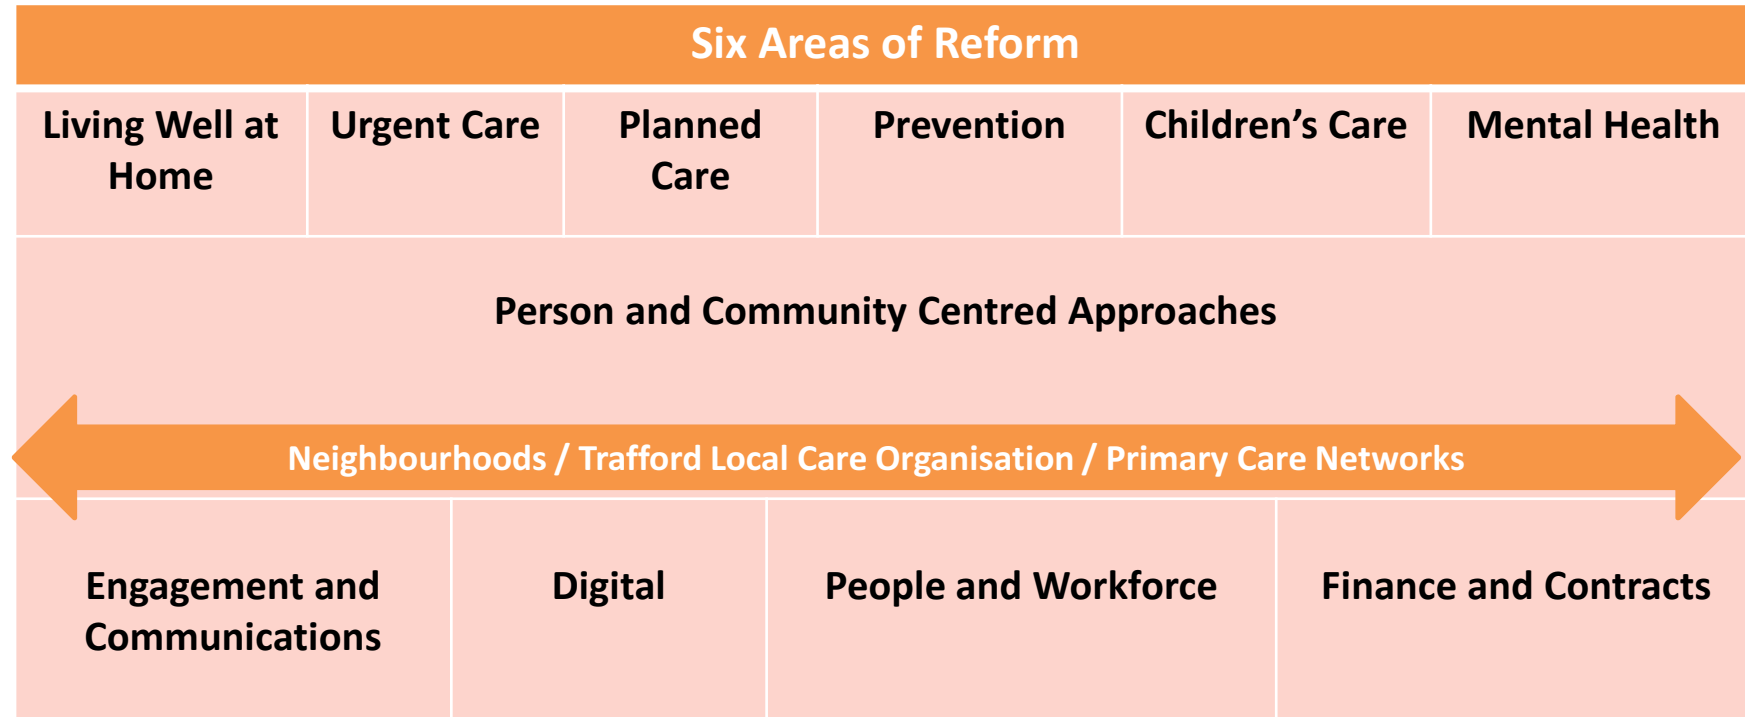 Six Areas of Reform
Living Well at
Home
Urgent Care
Planned
Care
Prevention
Children’s Care
Mental Health
Person and Community Centred Approaches
Neighbourhoods / Trafford Local Care Organisation / Primary Care Networks
Engagement and
Communications
Digital
People and Workforce
Finance and Contracts